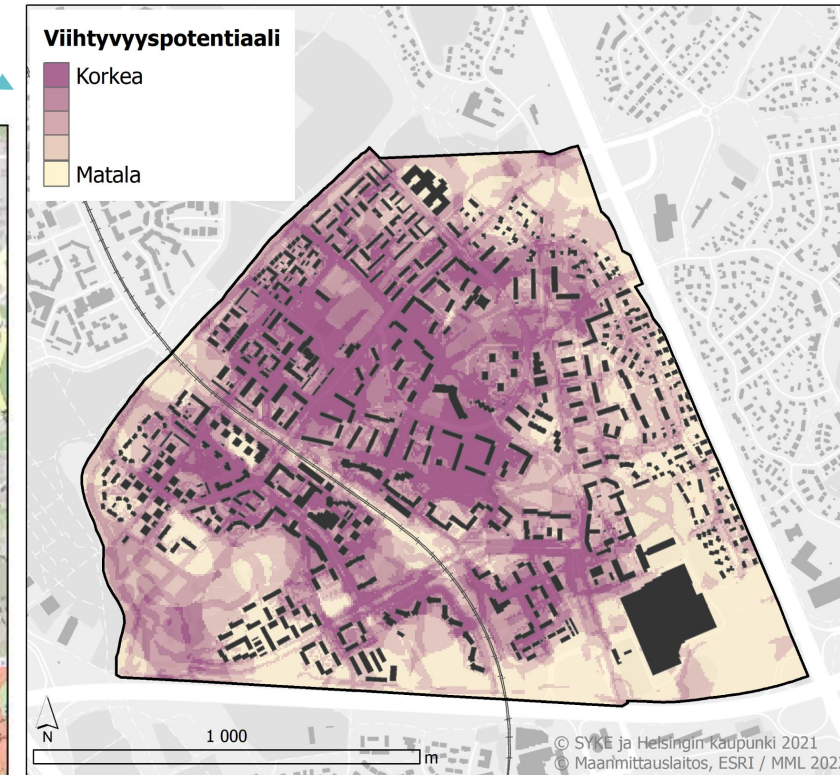 Viihtyvyyspotentiaali
Korkea
Matala
N
1 000
m
© SYKE ja Helsingin kaupunki 2021
© Maanmittauslaitos, ESRI / MML